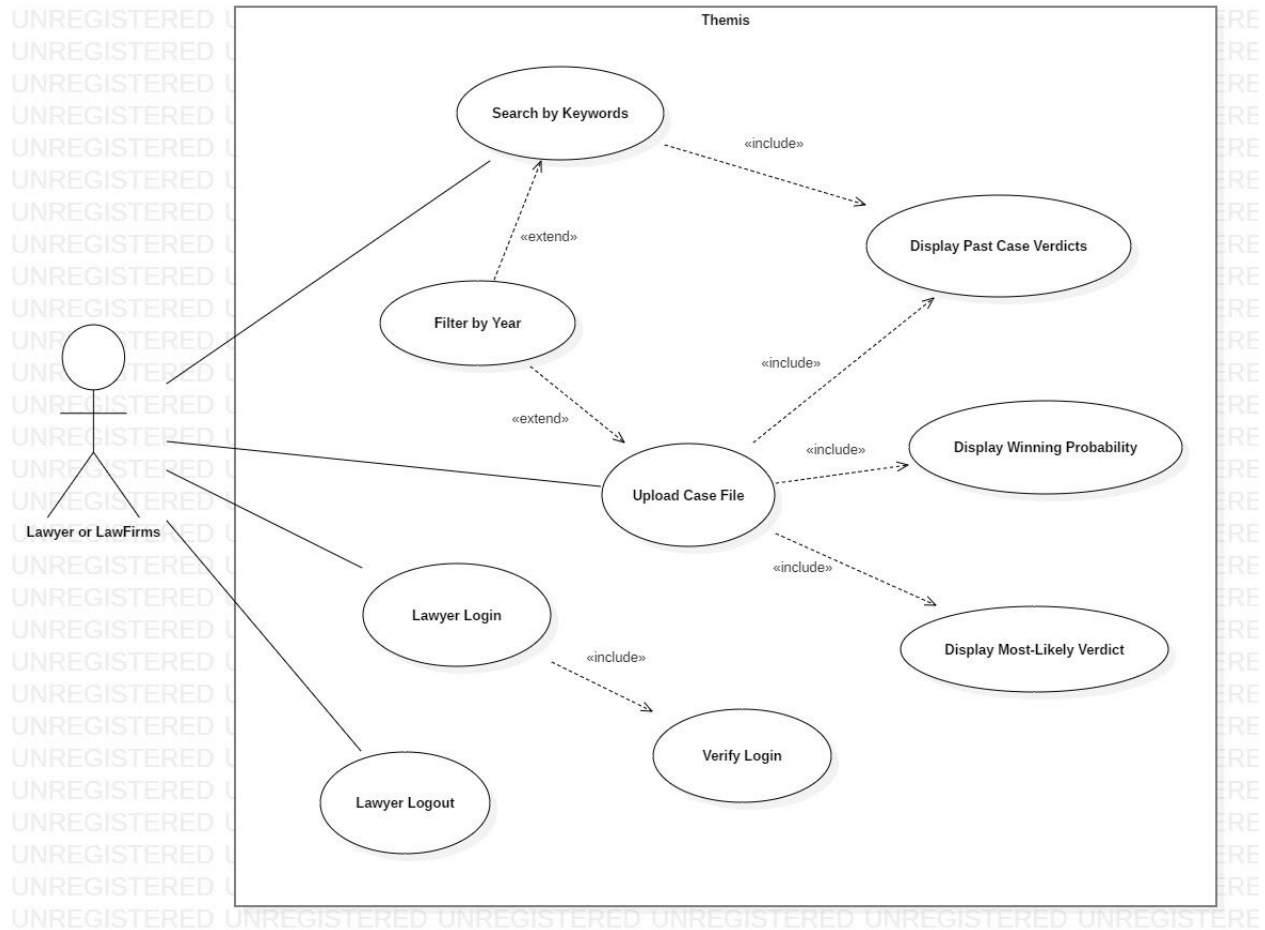 Themis
Search by Keywords
«include»
Display Past Case Verdicts
«extend»
Filter by Year
«include»
«extend»
Display Winning Probability
«include»
Upload Case File
Lawyer or LawFirms
«include»
Lawyer Login
Display Most-Likely Verdict
«include»
Verify Login
Lawyer Logout
UNREGISTERED UNREGISTERED UNREGISTERED UNREGISTERED UNREGISTERED UNREGISTERE